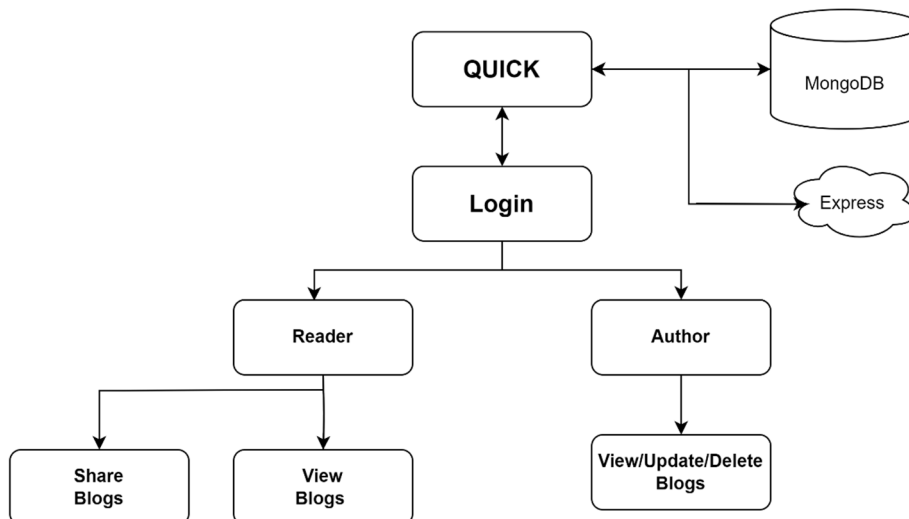 QUICK
MongoDB
Login
Express
Reader
Author
Share
Blogs
View
Blogs
View/Update/Delete
Blogs